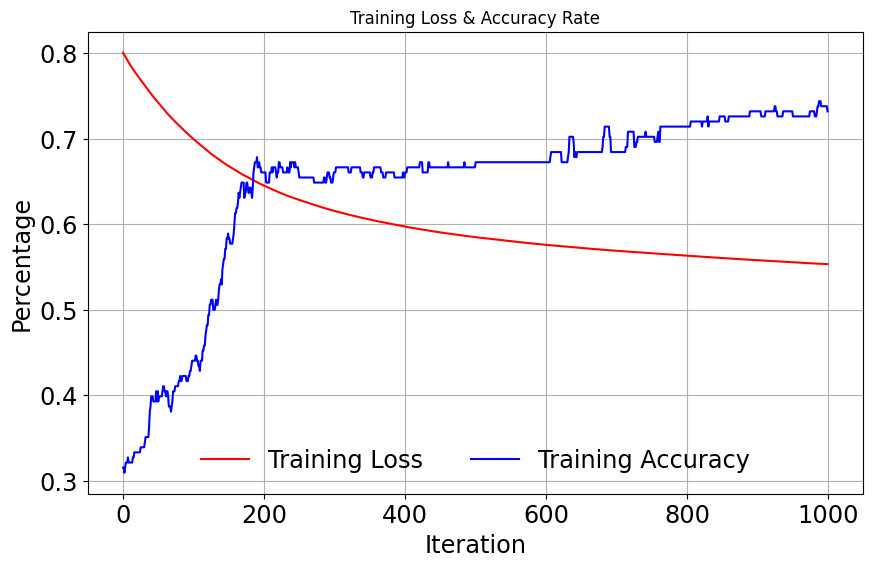 Training Loss & Accuracy Rate
0.8
0.7
0.6
0.5
0.4
0.3
Percentage
Training Loss Training Accuracy
0 200 400 600 800 1000
Iteration